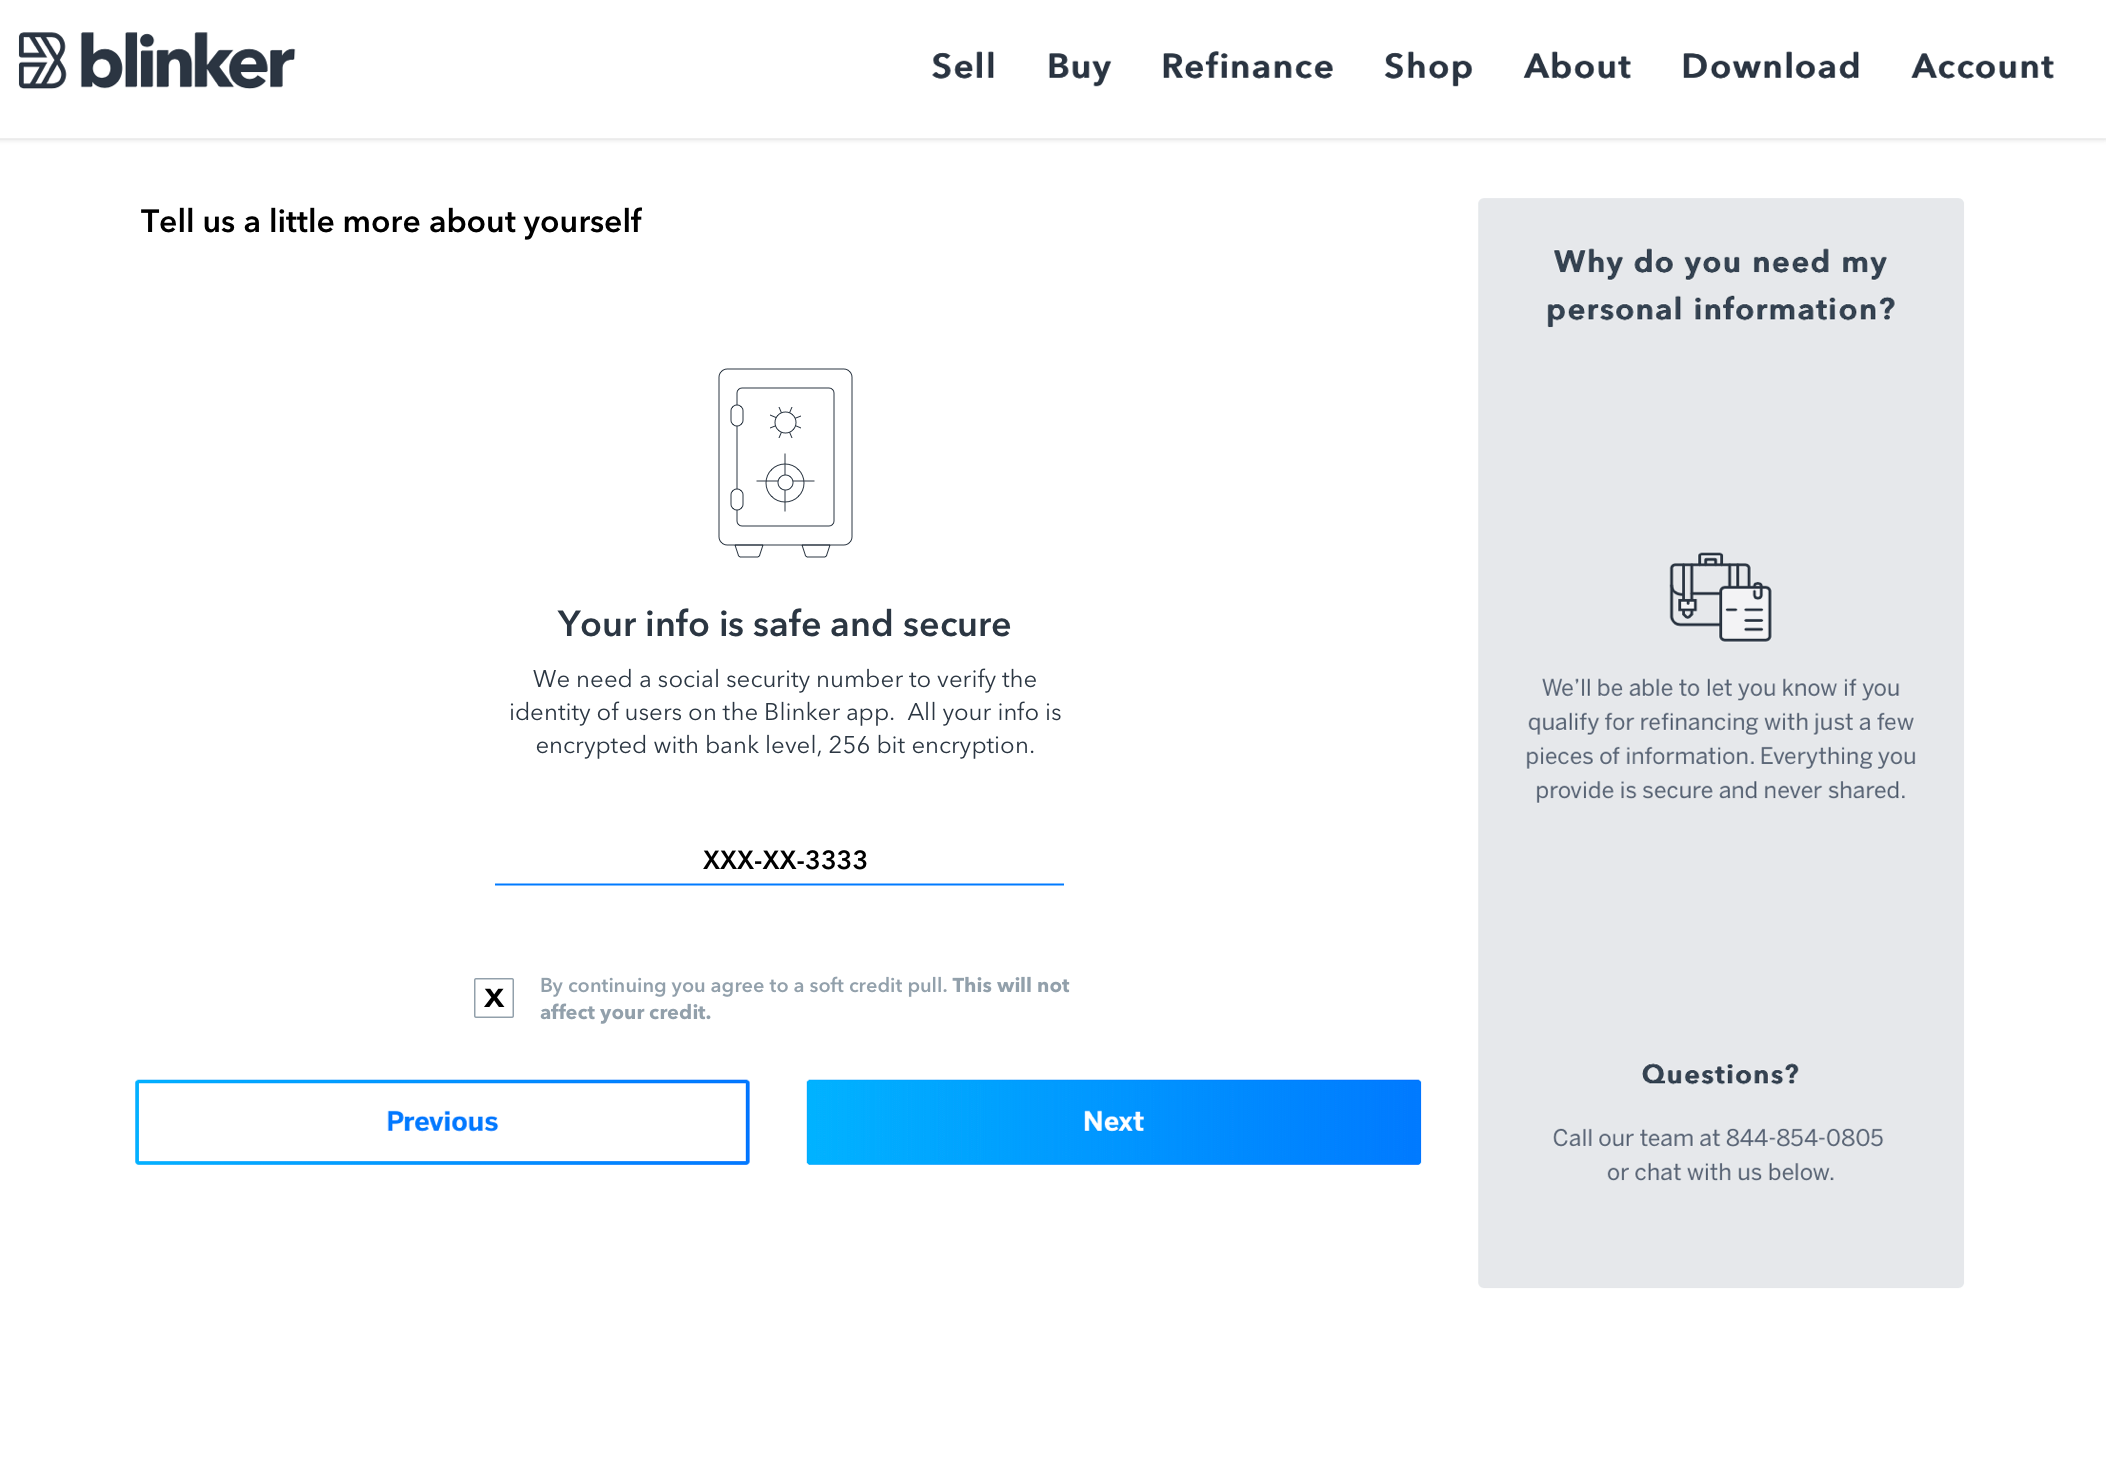 blinker
Sell Buy Refinance Shop About Download Account
Tell us a little more about yourself
Your info is safe and secure
We need a social security number to verify the
identity of users on the Blinker app.  All your info is
encrypted with bank level, 256 bit encryption.
XXX-XX-3333
X
By continuing you agree to a soft credit pull. This will not
affect your credit.
Previous
Next
Why do you need my
personal information?
We'll be able to let you know if you
qualify for refinancing with just a few
pieces of information. Everything you
provide is secure and never shared.
Questions?
Call our team at 844-854-0805
or chat with us below.